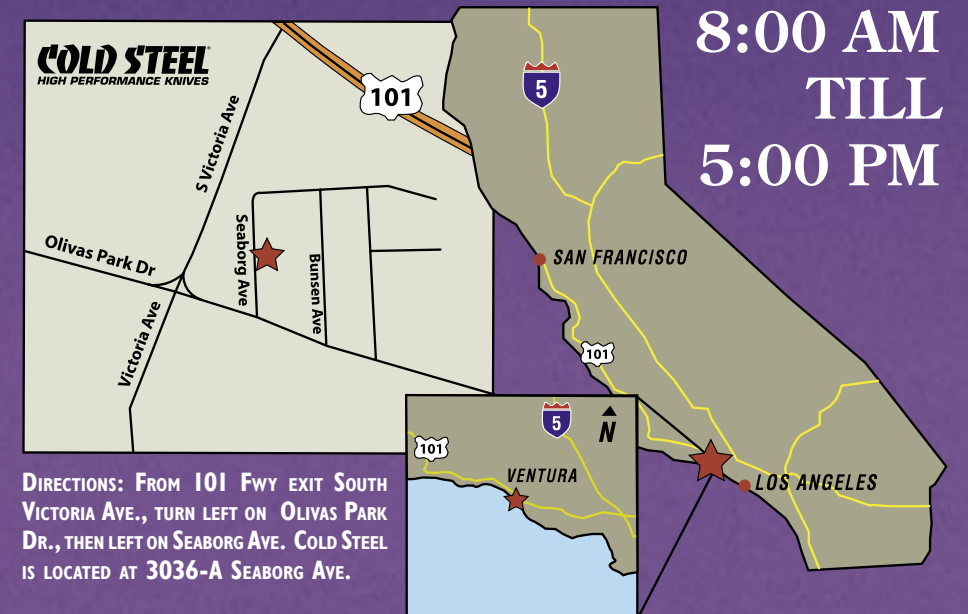 COLD STEEL
HIGH PERFORMANCE KNIVES
101
S Victoria Ave
Olivas Park Dr
Seaborg Ave
Bunsen Ave
Victoria Ave
8:00 AM
TILL
5:00 PM
5
SAN FRANCISCO
101
LOS ANGELES
5
N
101
VENTURA
DIRECTIONS: FROM 101 FWY EXIT SOUTH
VICTORIA AVE., TURN LEFT ON OLIVAS PARK
DR., THEN LEFT ON SEABORG AVE. COLD STEEL
IS LOCATED AT 3036-A SEABORG AVE.